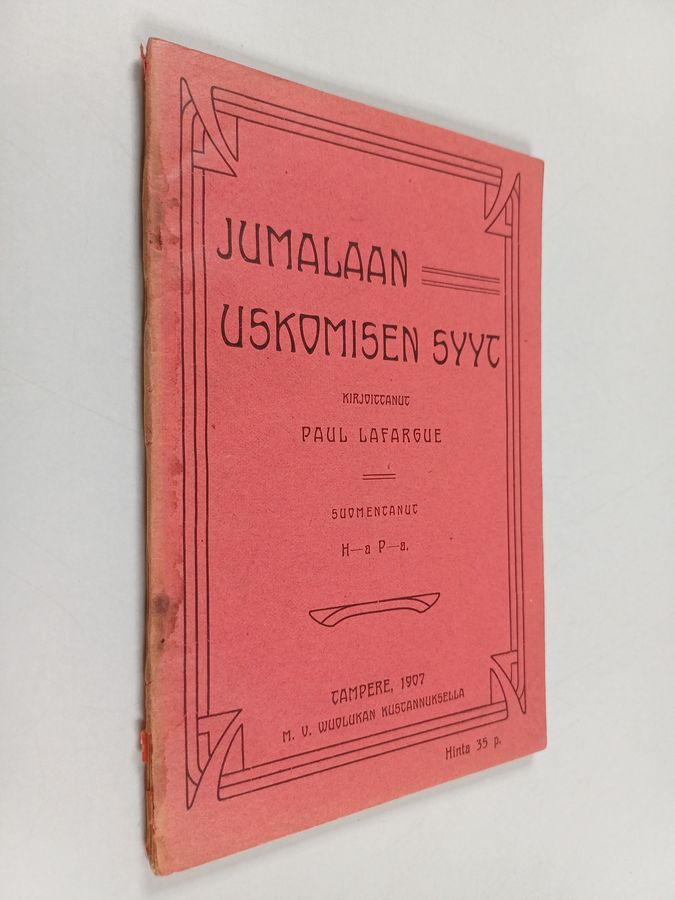 JUMALAAN
USKOMISEN SYYT
KIRJOITTANUT
PAUL LAFARGUE
SUOMENTANUT
H—a P—a.
TAMPERE, 1907
M. V. WUOLUKAN KUSTANNUKSELLA
Hinta 35 p.